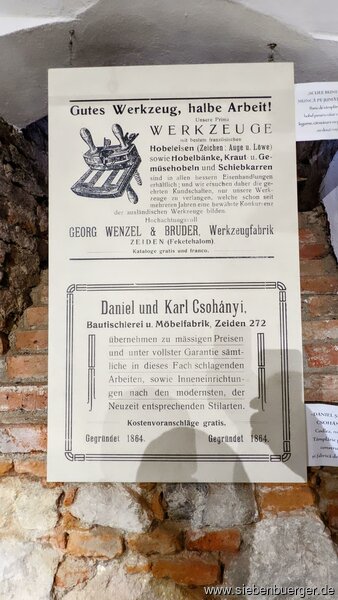 Gutes Werkzeug, halbe Arbeit!
Unsere Prima
WERKZEUGE
mit bestem französischen
Hobeleisen (Zeichen: Auge u. Löwe)
sowie Hobelbänke, Kraut- u. Ge-
müsehobeln und Schiebkarren
sind in allen bessern Eisenhandlungen
erhältlich; und wir ersuchen daher die ge-
ehrten Kundschaften, nur unsere Werk-
zeuge zu verlangen, welche schon seit
mehreren Jahren eine bewährte Konkurenz
der ausländischen Werkzeuge bilden.
Hochachtungsvoll
GEORG WENZEL & BRUDER, Werkzeugfabrik
ZEIDEN (Feketehalom)
Kataloge gratis und franco.
Daniel und Karl Csohányi,
Bautischlerei u. Möbelfabrik, Zeiden 272
übernehmen zu mässigen Preisen
und unter vollster Garantie sämt-
liche in dieses Fach schlagenden
Arbeiten, sowie Inneneinrichtun-
gen nach den modernsten, der
Neuzeit entsprechenden Stilarten.
Kostenvoranschläge gratis.
Gegründet 1864. Gegründet 1864.
www.siebenbuerger.de